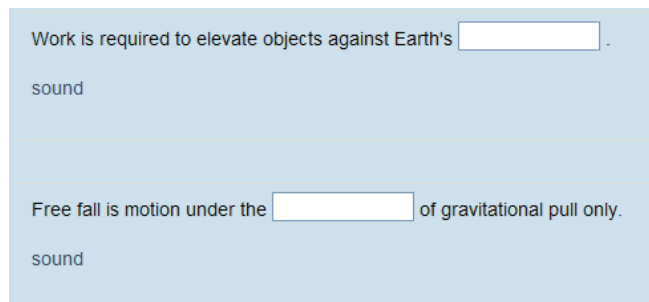 Work is required to elevate objects against Earth's .
sound
Free fall is motion under the of gravitational pull only.
sound